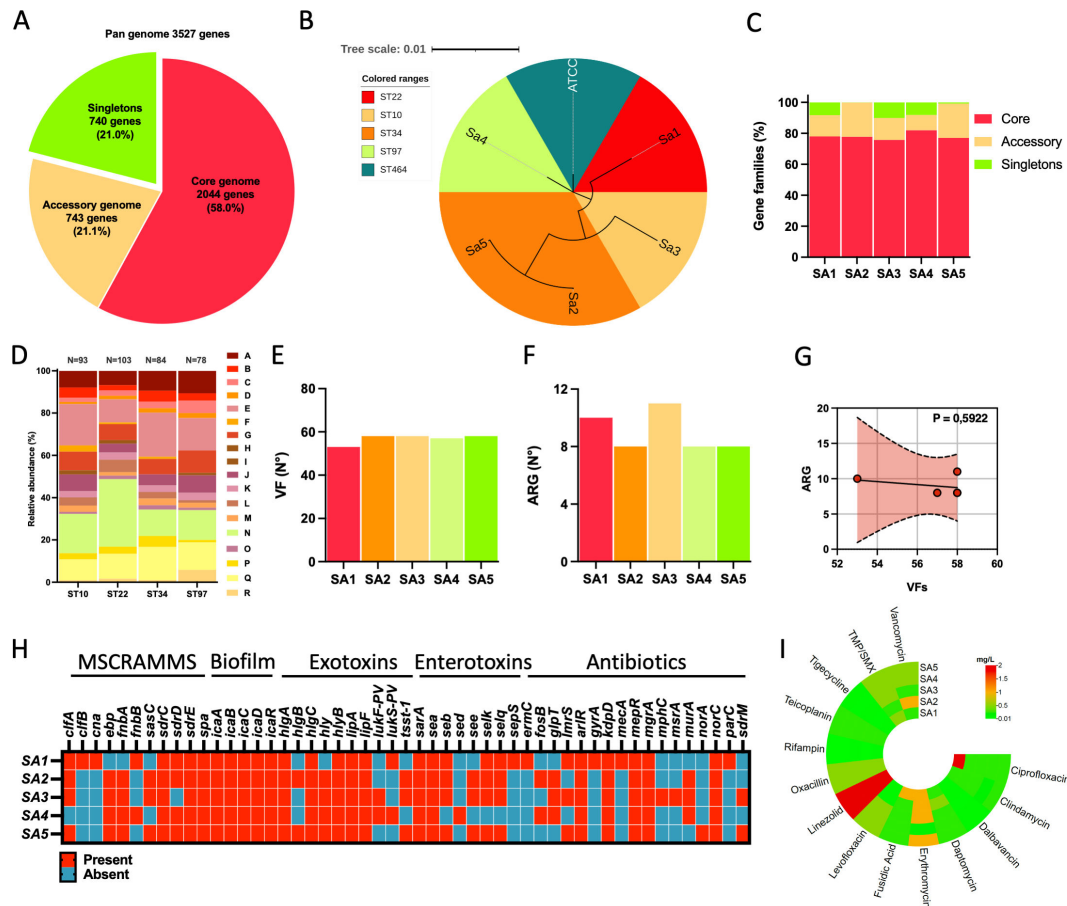 A
Pan genome 3527 genes
Singletons
740 genes
(21.0%)
Core genome
2044 genes
(58.0%)
Accessory genome
743 genes
(21.1%)
B
Tree scale: 0.01
Colored ranges
ST22
ST10
ST34
ST97
ST464
ATCC
Sa1
Sa4
Sa3
Sa5
Sa2
C
Gene families (%)
100
80
60
40
20
0
SA1 SA2 SA3 SA4 SA5
Core
Accessory
Singletons
D
N=93 N=103 N=84 N=78
Relative abundance (%)
100
80
60
40
20
0
ST10 ST22 ST34 ST97
A
B
C
D
E
F
G
H
I
J
K
L
M
N
O
P
Q
R
E
VF (N°)
80
60
40
20
0
SA1 SA2 SA3 SA4 SA5
F
ARG (N°)
12
8
4
0
SA1 SA2 SA3 SA4 SA5
G
P = 0,5922
ARG
20
15
10
5
0
52 54 56 58 60
VFs
H
MSCRAMMS Biofilm Exotoxins Enterotoxins Antibiotics
clfA clfB cna ebp fnbA fnbB sasC sdrC sdrD sdrE spa icaA icaB icaC icaD icaR hlgA hlgB hlgC hly hlyB lipA lipF lukF-PV lukS-PV tsst-1 sarA sea seb sed see selk selq sepS ermC fosB glpT lmrS arlR gyrA kdpD mecA mepR mgrA mphC msrA murA norA norC parC sdrM
SA1
SA2
SA3
SA4
SA5
Present
Absent
I
Vancomycin
TMP/SMX
Tigecycline
Teicoplanin
Rifampin
Oxacillin
Linezolid
Levofloxacin
Fusidic Acid
Erythromycin
Daptomycin
Dalbavancin
Clindamycin
Ciprofloxacin
SA5
SA4
SA3
SA2
SA1
mg/L
2
1
0.01